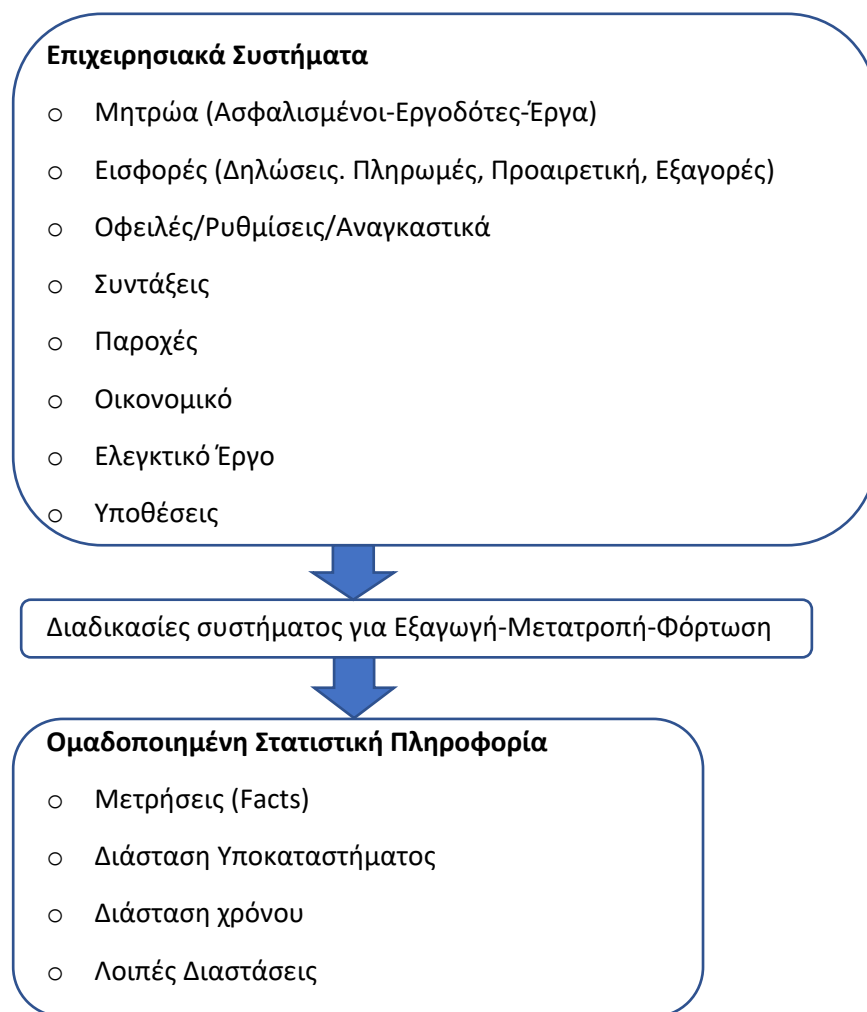 Επιχειρησιακά Συστήματα
o Μητρώα (Ασφαλισμένοι-Εργοδότες-Έργα)
o Εισφορές (Δηλώσεις. Πληρωμές, Προαιρετική, Εξαγορές)
o Οφειλές/Ρυθμίσεις/Αναγκαστικά
o Συντάξεις
o Παροχές
o Οικονομικό
o Ελεγκτικό Έργο
o Υποθέσεις
Διαδικασίες συστήματος για Εξαγωγή-Μετατροπή-Φόρτωση
Ομαδοποιημένη Στατιστική Πληροφορία
o Μετρήσεις (Facts)
o Διάσταση Υποκαταστήματος
o Διάσταση χρόνου
o Λοιπές Διαστάσεις